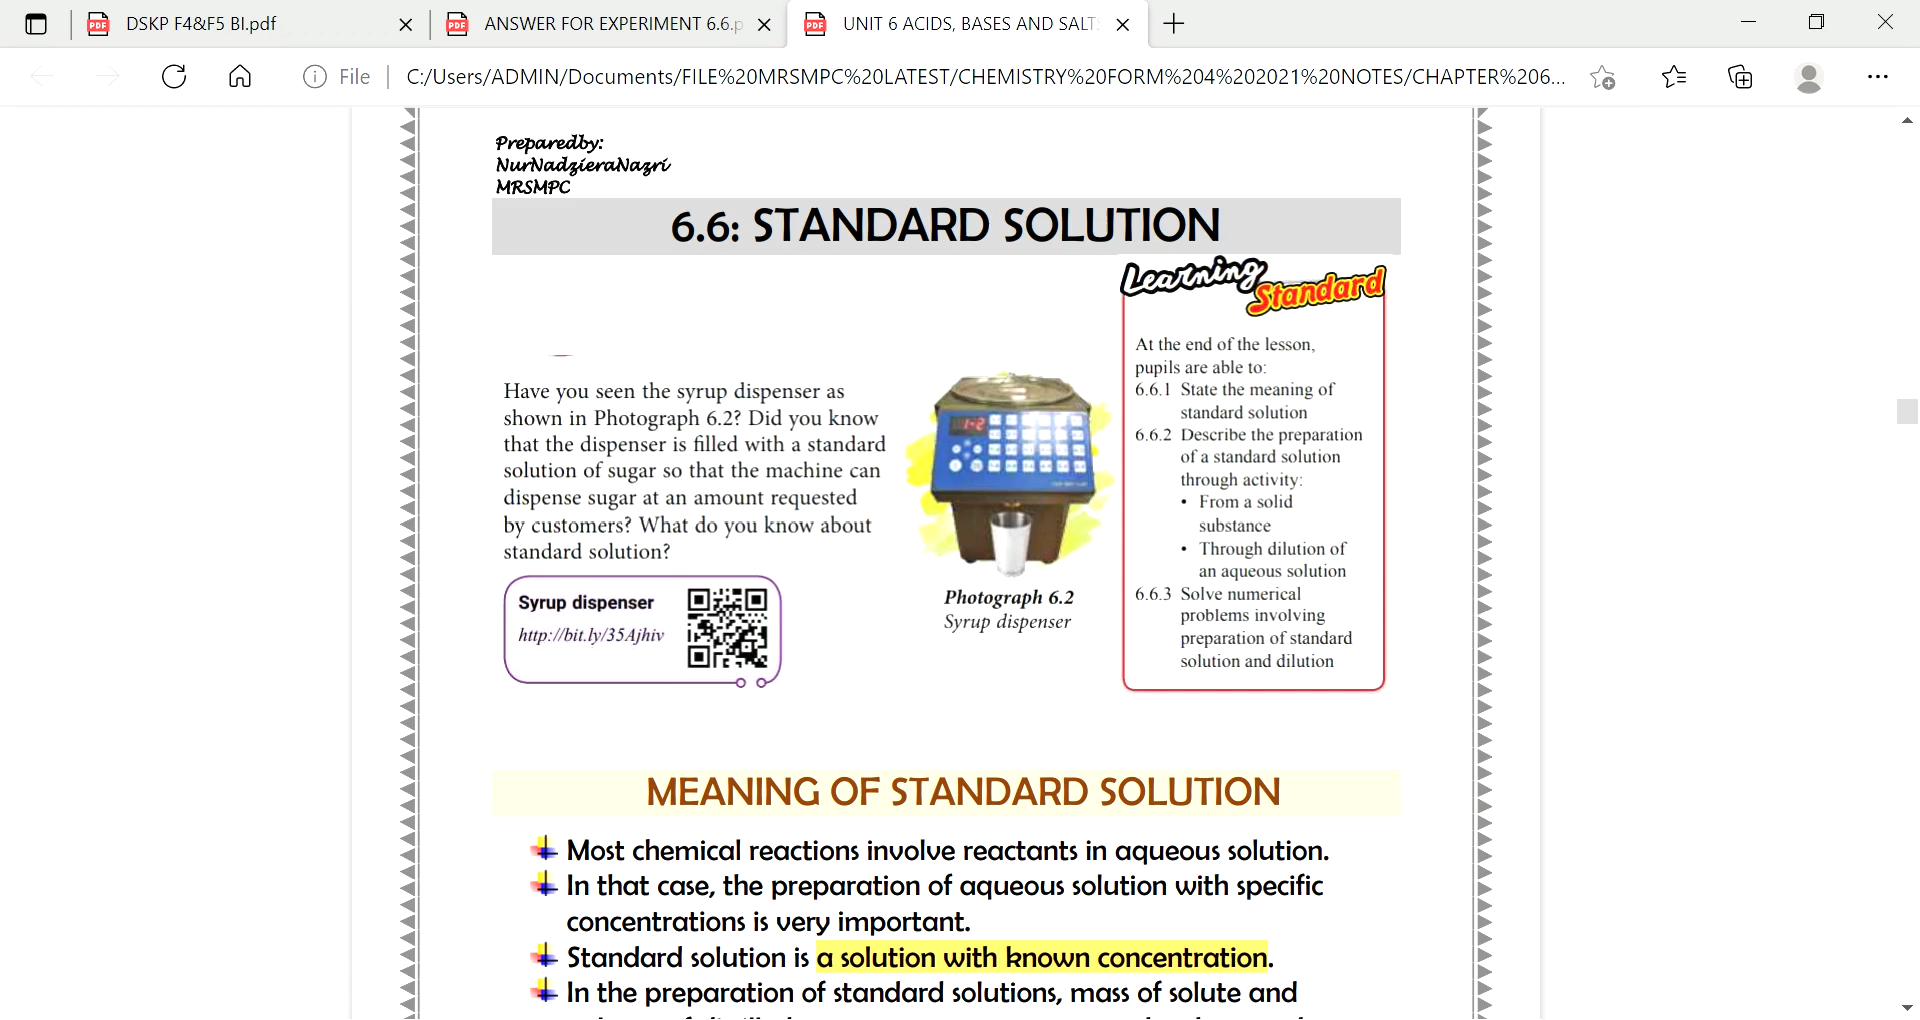 DSKP F4&F5 BI.pdf
ANSWER FOR EXPERIMENT 6.6.p
UNIT 6 ACIDS, BASES AND SALT
File
C:/Users/ADMIN/Documents/FILE%20MRSMPC%20LATEST/CHEMISTRY%20FORM%204%202021%20NOTES/CHAPTER%206...
Preparedby:
NurNadzieraNazri
MRSMPC
6.6: STANDARD SOLUTION
Learning
Standard
Have you seen the syrup dispenser as
shown in Photograph 6.2? Did you know
that the dispenser is filled with a standard
solution of sugar so that the machine can
dispense sugar at an amount requested
by customers? What do you know about
standard solution?
Syrup dispenser
http://bit.ly/35Ajhiv
1-2
Photograph 6.2
Syrup dispenser
At the end of the lesson,
pupils are able to:
6.6.1 State the meaning of
standard solution
6.6.2 Describe the preparation
of a standard solution
through activity:
• From a solid
substance
• Through dilution of
an aqueous solution
6.6.3 Solve numerical
problems involving
preparation of standard
solution and dilution
MEANING OF STANDARD SOLUTION
Most chemical reactions involve reactants in aqueous solution.
In that case, the preparation of aqueous solution with specific
concentrations is very important.
Standard solution is a solution with known concentration.
In the preparation of standard solutions, mass of solute and